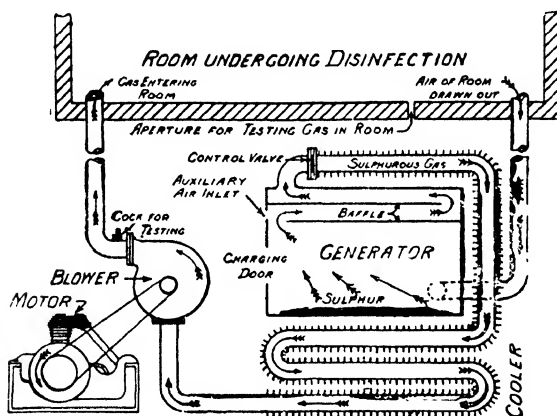 ROOM UNDERGOING DISINFECTION
GAS ENTERING
ROOM
AIR OF ROOM
DRAWN OUT
APERTURE FOR TESTING GAS IN ROOM
CONTROL VALVE
SULPHUROUS GAS
AUXILIARY
AIR INLET
BAFFLE
COCK FOR
TESTING
GENERATOR
CHARGING
DOOR
BLOWER
MOTOR
SULPHUR
COOLER